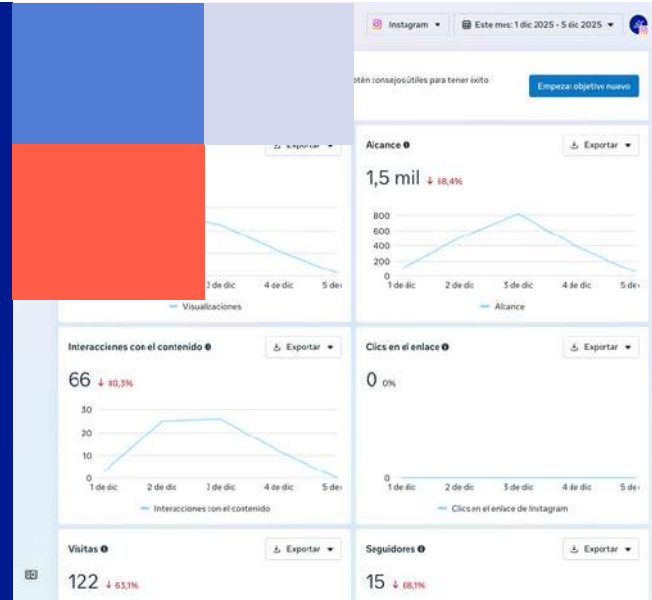 Instagram
Este mes: 1 dic 2025 - 5 dic 2025
consejos útiles para tener éxito
Empezar objetivo nuevo
Exportar
Alcance
Exportar
1,5 mil ↓ 68,4%
800
600
400
200
0
de dic 4 de dic 5 de
1 de dic 2 de dic 3 de dic 4 de dic 5 de
Visualizaciones
Alcance
Interacciones con el contenido
Exportar
Clics en el enlace
Exportar
66 ↓ 80,3%
0 0%
30
20
10
0
0
1 de dic 2 de dic 3 de dic 4 de dic 5 de
1 de dic 2 de dic 3 de dic 4 de dic 5 de
Interacciones con el contenido
Clics en el enlace de Instagram
Visitas
Exportar
Seguidores
Exportar
122 ↓ 63,1%
15 ↓ 68,1%